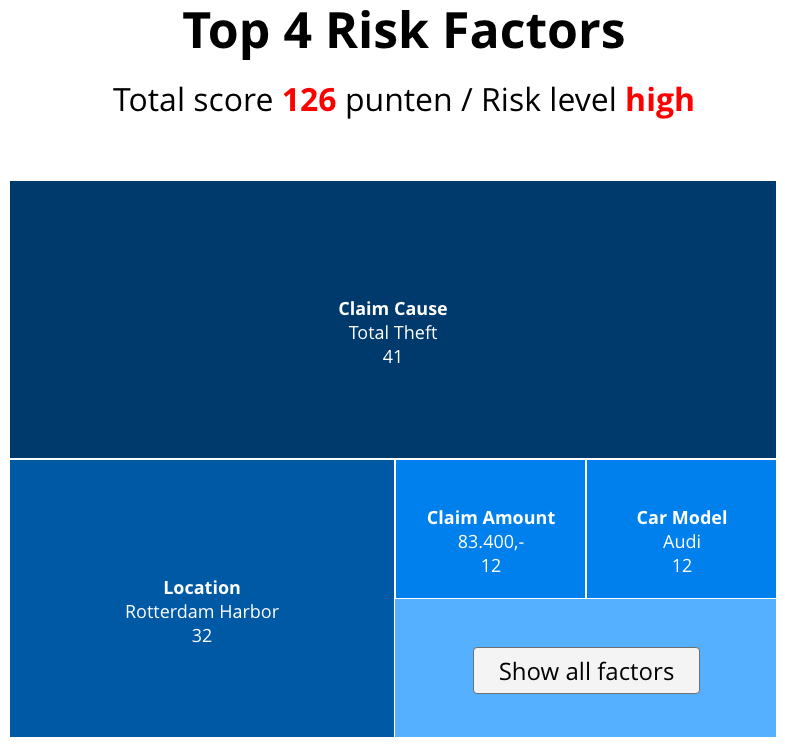 Top 4 Risk Factors
Total score 126 punten / Risk level high
Claim Cause
Total Theft
41
Location
Rotterdam Harbor
32
Claim Amount
83.400,-
12
Car Model
Audi
12
Show all factors